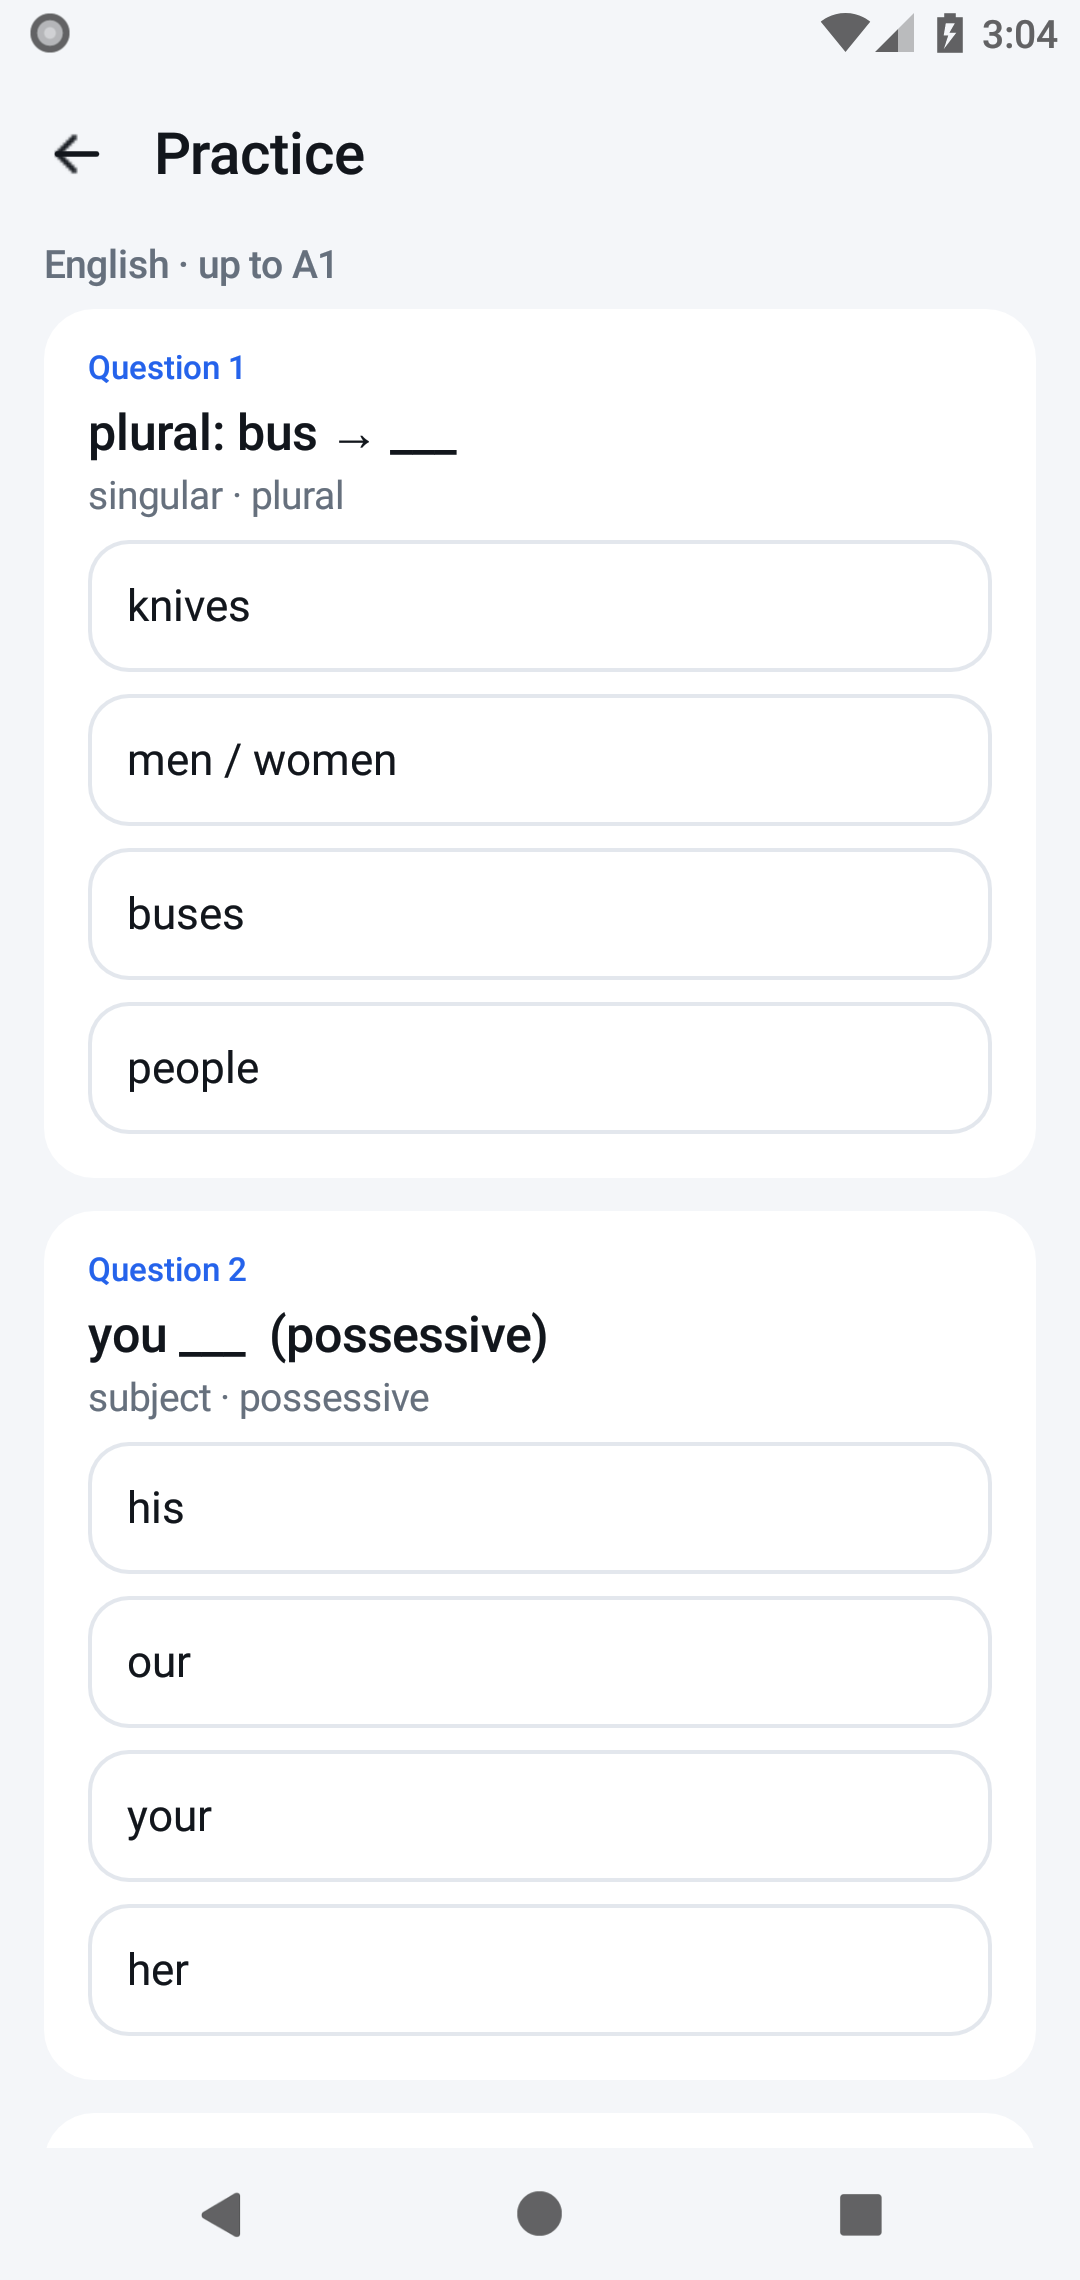 3:04
Practice
English · up to A1
Question 1
plural: bus → ___
singular · plural
knives
men / women
buses
people
Question 2
you ___ (possessive)
subject · possessive
his
our
your
her